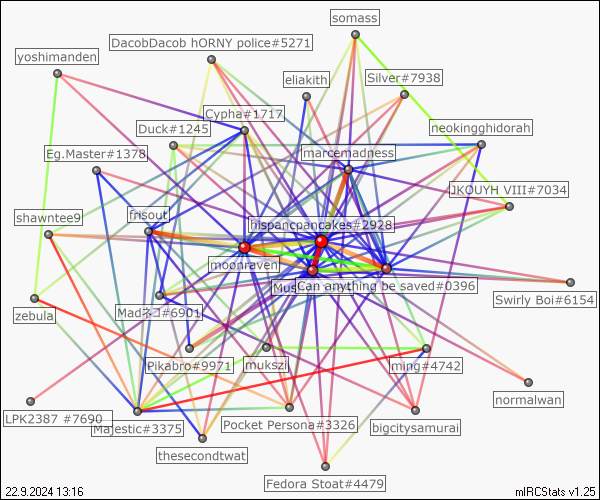 somass
DacobDacob hORNY police#5271
yoshimanden
eliakith
Silver#7938
Cypha#1717
Duck#1245
neokingghidorah
Eg.Master#1378
marcemadness
JKOUYH VIII#7034
shawntee9
frisout
hispancpancakes#2928
moonraven
Mus
Can anything be saved#0396
Swirly Boi#6154
zebula
Madネコ#6901
Pikabro#9971
mukszi
ming#4742
normalwan
LPK2387 #7690
Majestic#3375
Pocket Persona#3326
bigcitysamurai
thesecondtwat
Fedora Stoat#4479
22.9.2024 13:16
mIRCStats v1.25